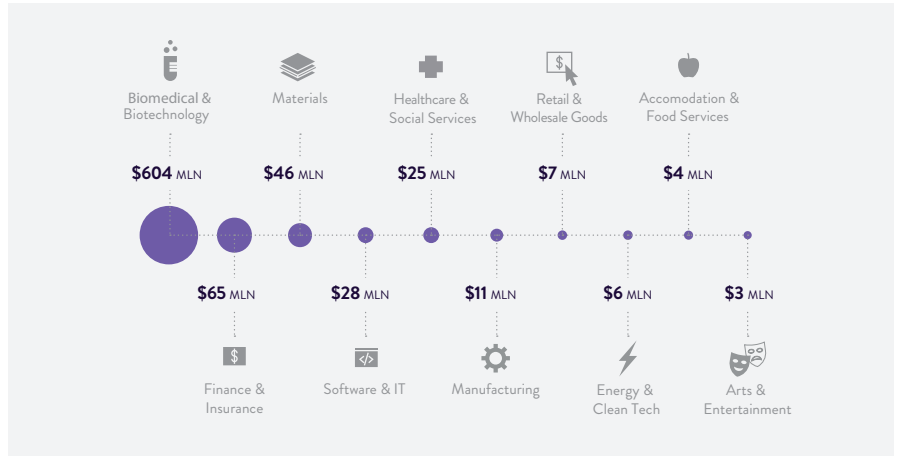 Biomedical &
Biotechnology
Materials
Healthcare &
Social Services
$
Retail &
Wholesale Goods
Accomodation &
Food Services
$604 MLN
$46 MLN
$25 MLN
$7 MLN
$4 MLN
$65 MLN
$28 MLN
$11 MLN
$6 MLN
$3 MLN
$
Finance &
Insurance
</>
Software & IT
Manufacturing
Energy &
Clean Tech
Arts &
Entertainment